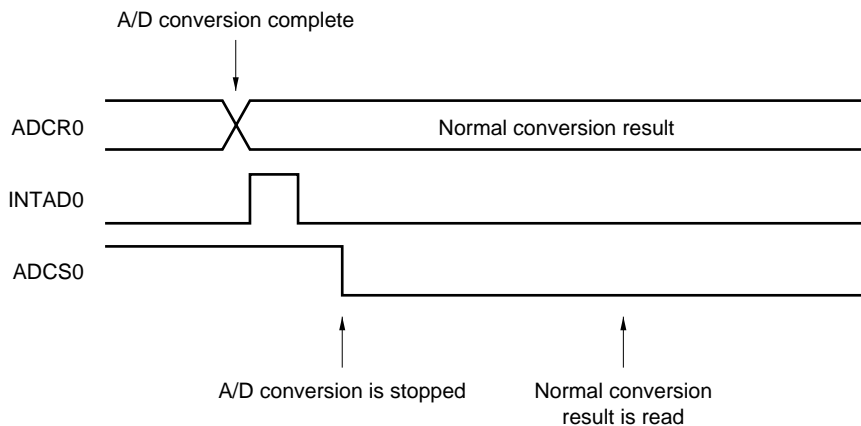 A/D conversion complete
ADCR0
Normal conversion result
INTAD0
ADCS0
A/D conversion is stopped
Normal conversion
result is read